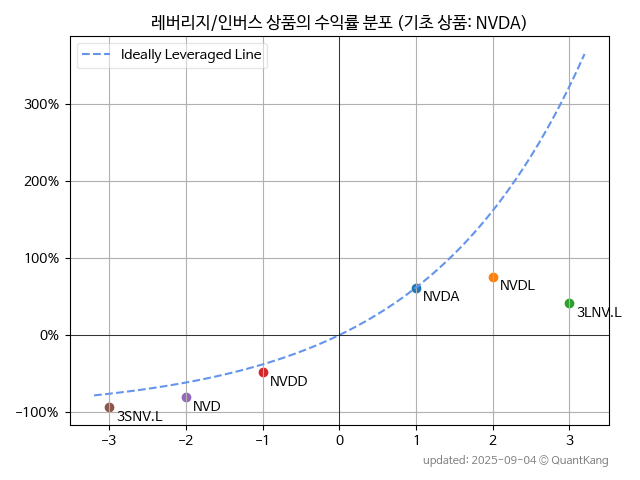 레버리지/인버스 상품의 수익률 분포 (기초 상품: NVDA)
Ideally Leveraged Line
300%
200%
100%
0%
−100%
NVDA
NVDL
3LNV.L
NVDD
NVD
3SNV.L
−3 −2 −1 0 1 2 3
updated: 2025-09-04 © QuantKang